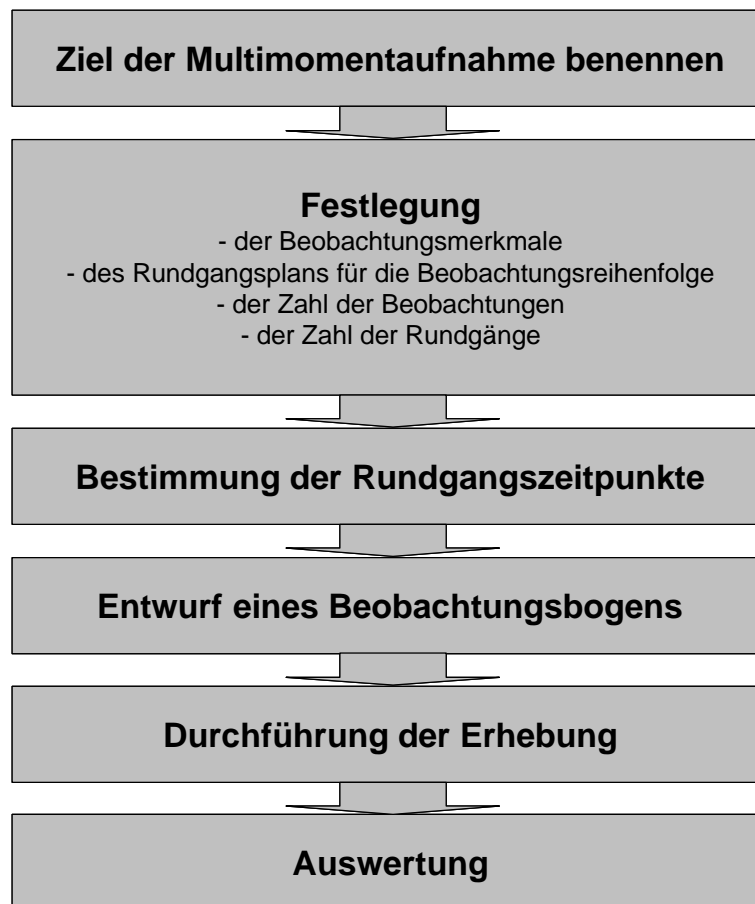 Ziel der Multimomentaufnahme benennen
Festlegung
- der Beobachtungsmerkmale
- des Rundgangsplans für die Beobachtungsreihenfolge
- der Zahl der Beobachtungen
- der Zahl der Rundgänge
Bestimmung der Rundgangszeitpunkte
Entwurf eines Beobachtungsbogens
Durchführung der Erhebung
Auswertung